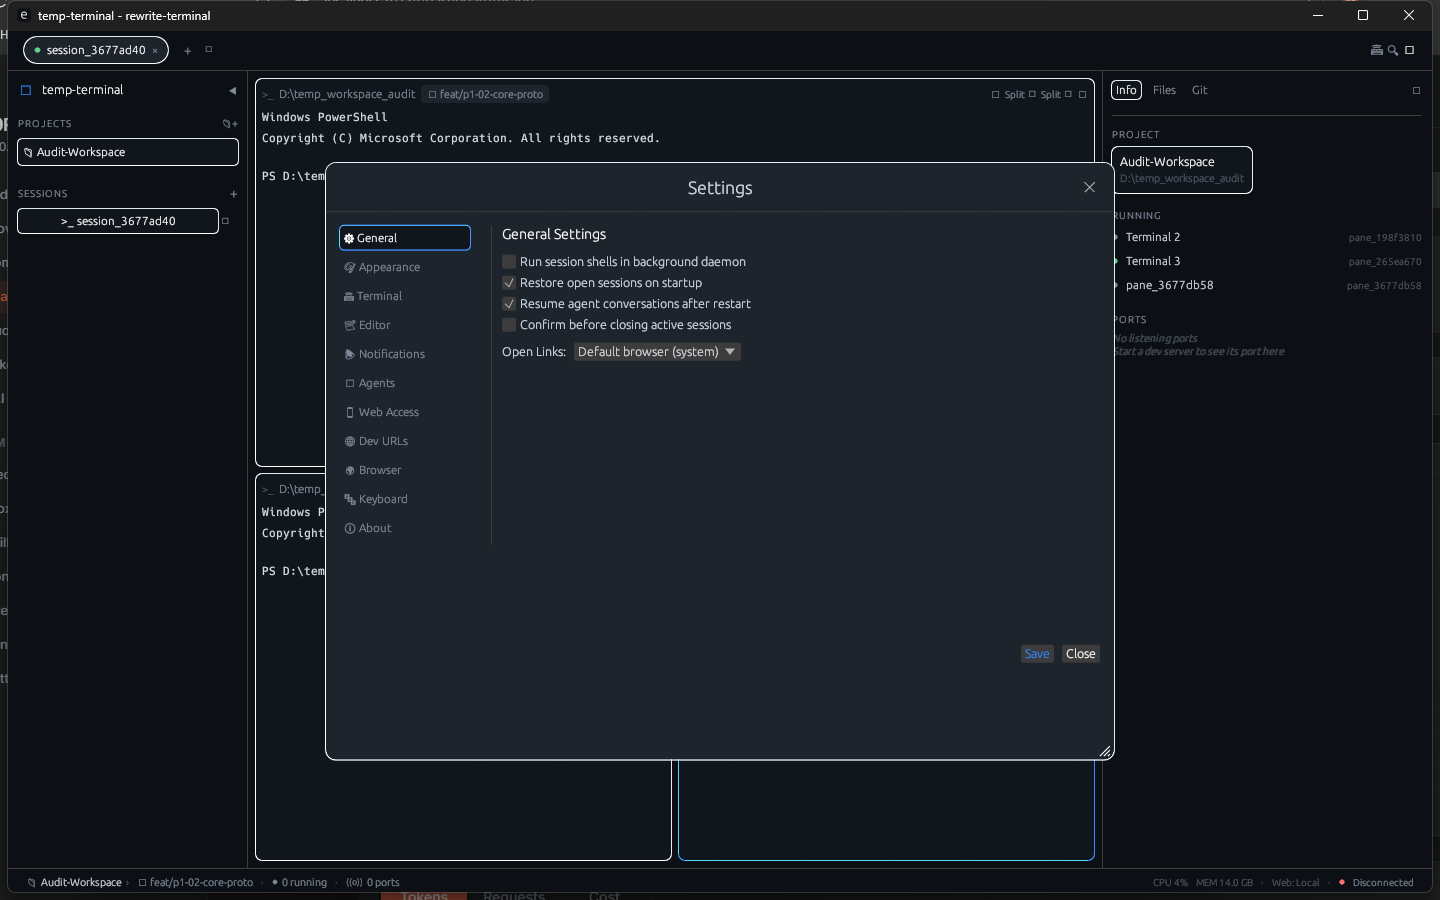 temp-terminal - rewrite-terminal
session_3677ad40 ×
+
temp-terminal
PROJECTS
Audit-Workspace
SESSIONS
+
>_ session_3677ad40
>_ D:\temp_workspace_audit feat/p1-02-core-proto
Split Split
Windows PowerShell
Copyright (C) Microsoft Corporation. All rights reserved.
PS D:\tem
>_ D:\temp_
Windows P
Copyright
PS D:\tem
Settings
General
Appearance
Terminal
Editor
Notifications
Agents
Web Access
Dev URLs
Browser
Keyboard
About
General Settings
Run session shells in background daemon
Restore open sessions on startup
Resume agent conversations after restart
Confirm before closing active sessions
Open Links: Default browser (system)
Save Close
Info Files Git
PROJECT
Audit-Workspace
D:\temp_workspace_audit
RUNNING
Terminal 2 pane_198f3810
Terminal 3 pane_265ea670
pane_3677db58 pane_3677db58
PORTS
No listening ports
Start a dev server to see its port here
Audit-Workspace › feat/p1-02-core-proto · 0 running · ((o)) 0 ports
CPU 4% MEM 14.0 GB · Web: Local · Disconnected
Tokens Requests Cost